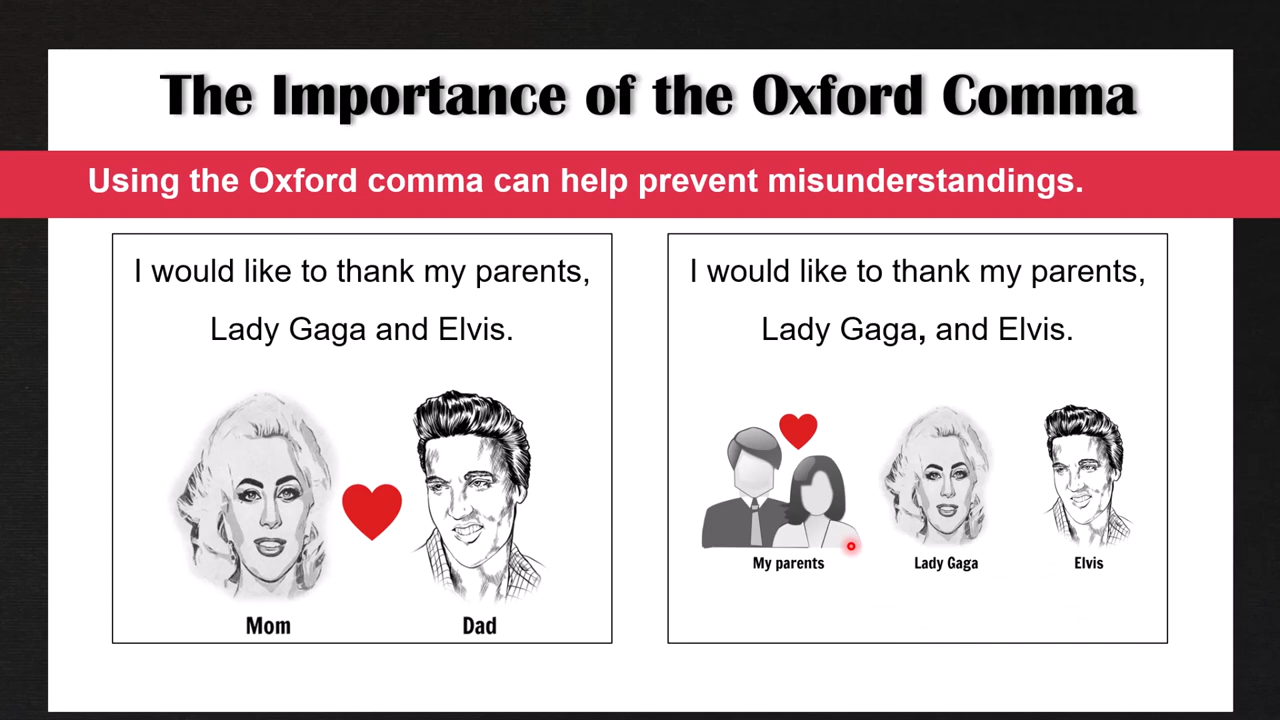 The Importance of the Oxford Comma
Using the Oxford comma can help prevent misunderstandings.
I would like to thank my parents,
Lady Gaga and Elvis.
Mom
Dad
I would like to thank my parents,
Lady Gaga, and Elvis.
My parents
Lady Gaga
Elvis